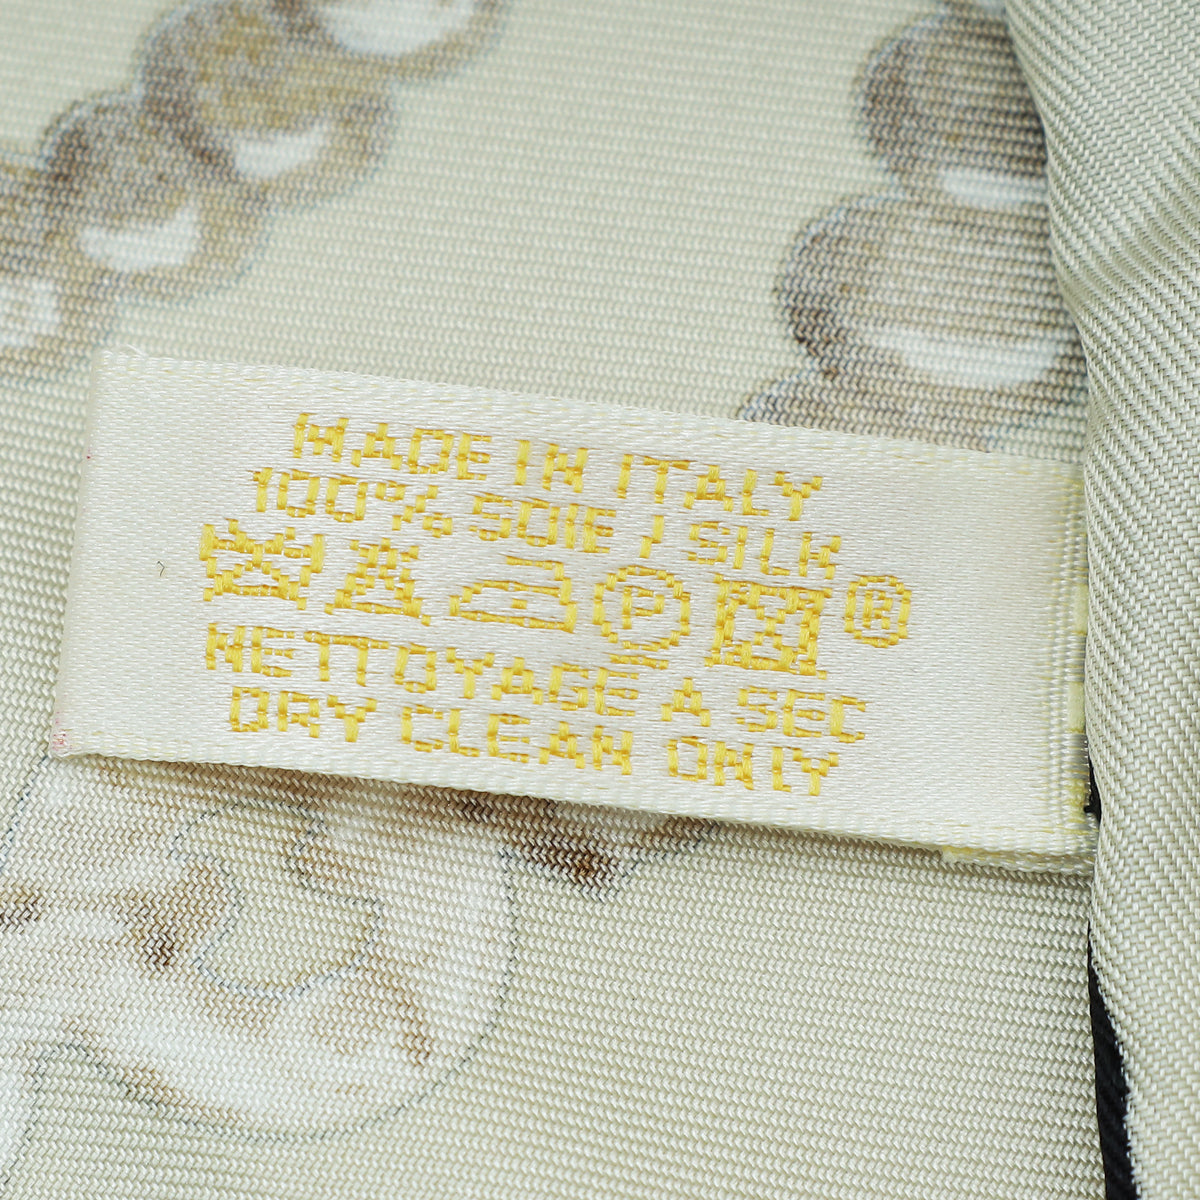 MADE IN ITALY
100% SOIE / SILK
P ®
NETTOYAGE A SEC
DRY CLEAN ONLY